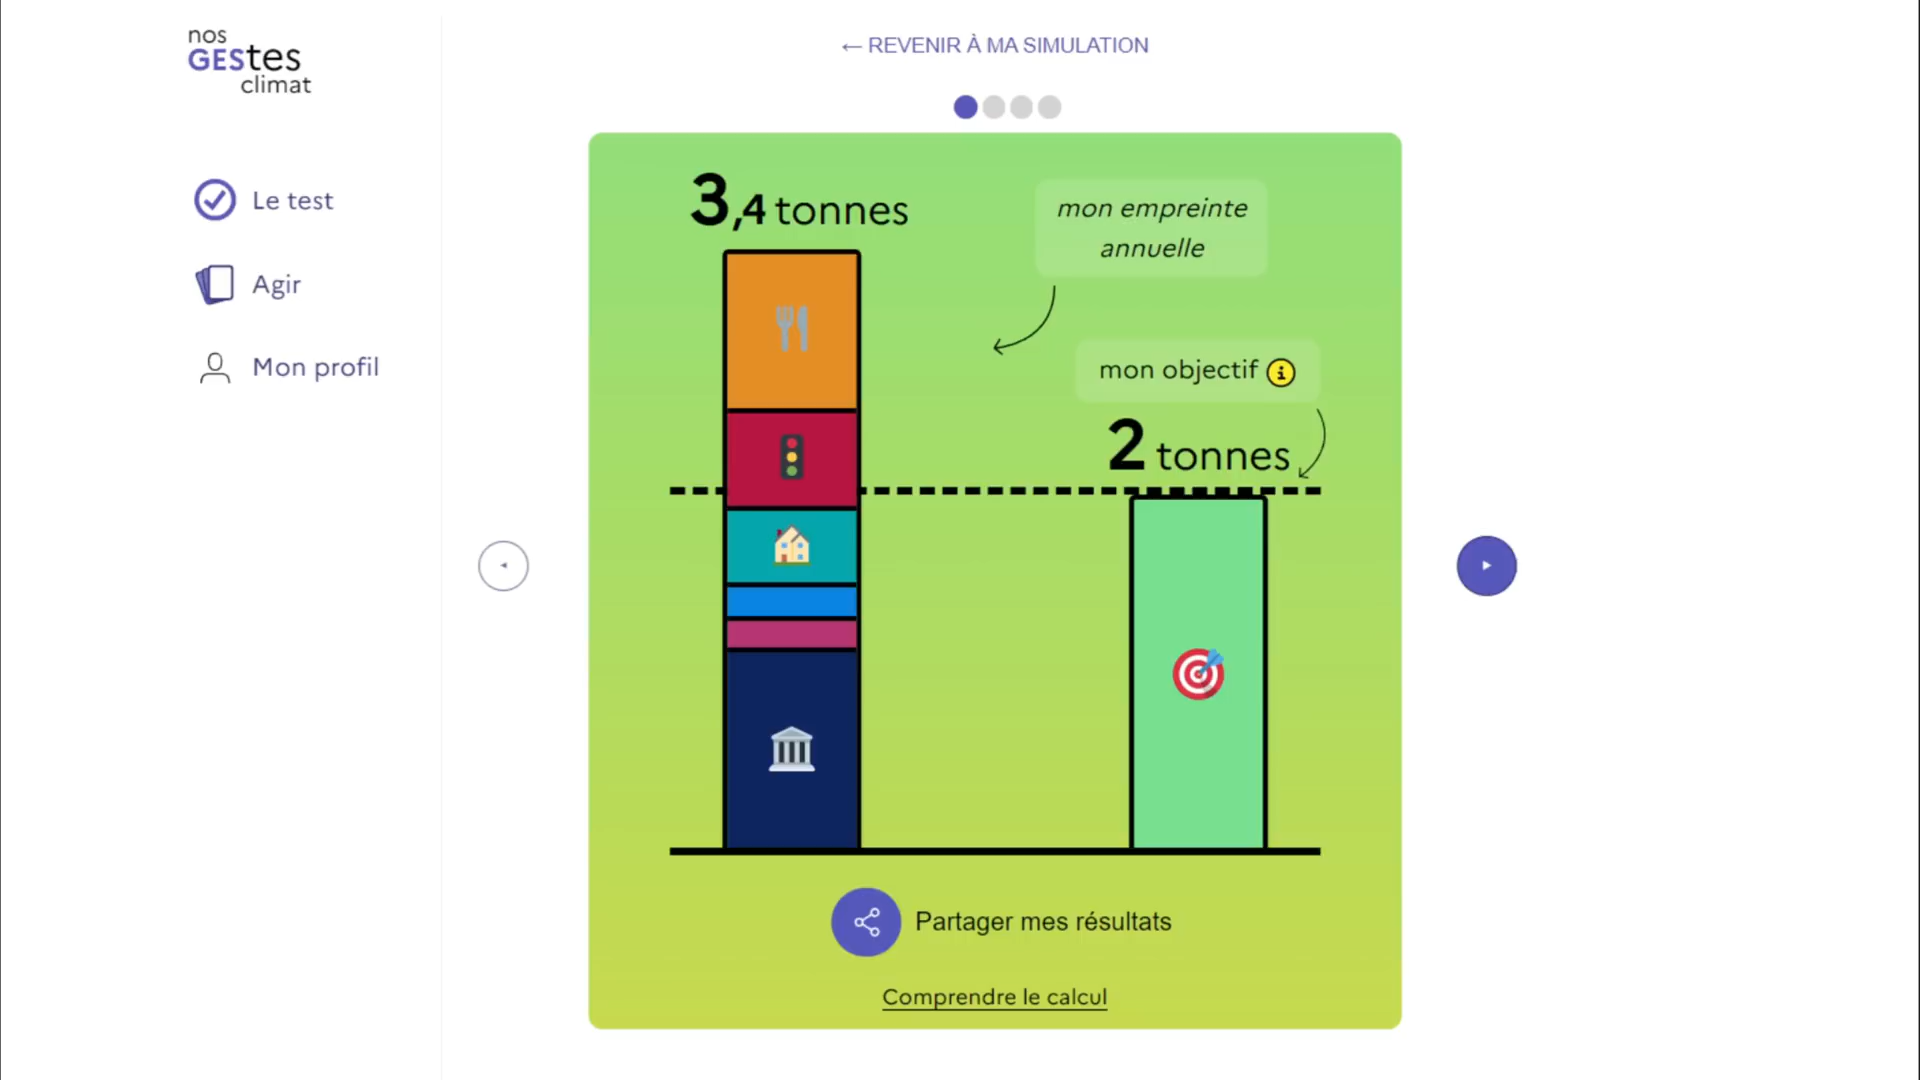 nos
GEStes
climat
Le test
Agir
Mon profil
← REVENIR À MA SIMULATION
3,4 tonnes
mon empreinte
annuelle
mon objectif i
2 tonnes
Partager mes résultats
Comprendre le calcul